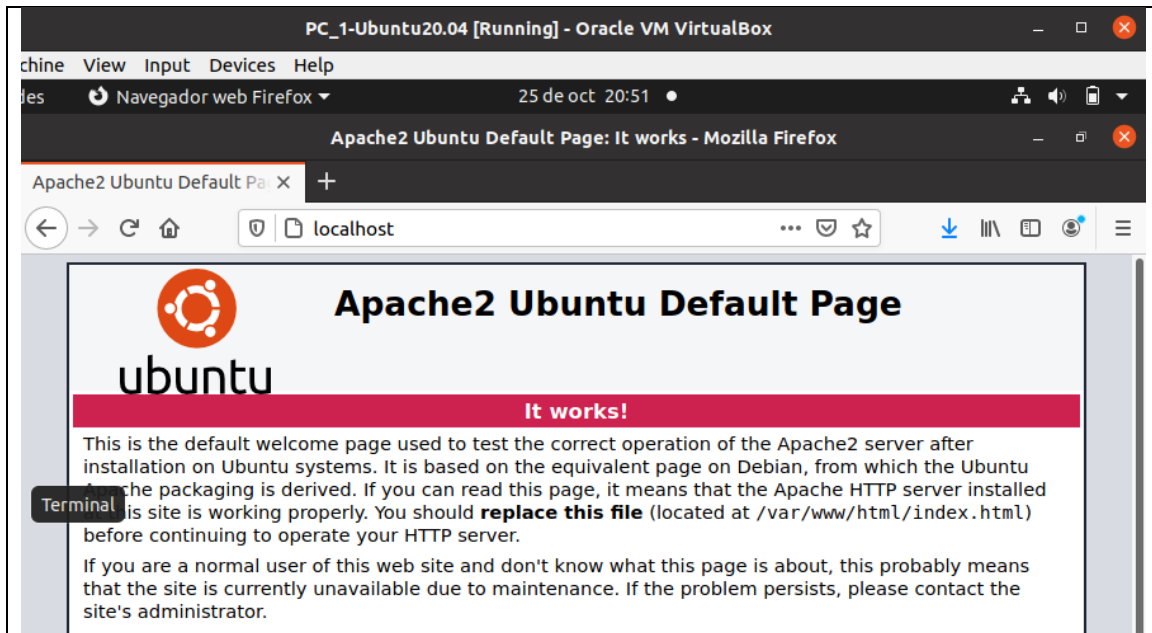 PC_1-Ubuntu20.04 [Running] - Oracle VM VirtualBox
chine View Input Devices Help
des Navegador web Firefox 25 de oct 20:51
Apache2 Ubuntu Default Page: It works - Mozilla Firefox
Apache2 Ubuntu Default Pa
localhost
ubuntu
Apache2 Ubuntu Default Page
It works!
This is the default welcome page used to test the correct operation of the Apache2 server after
installation on Ubuntu systems. It is based on the equivalent page on Debian, from which the Ubuntu
Apache packaging is derived. If you can read this page, it means that the Apache HTTP server installed
Terminal
is site is working properly. You should replace this file (located at /var/www/html/index.html)
before continuing to operate your HTTP server.
If you are a normal user of this web site and don't know what this page is about, this probably means
that the site is currently unavailable due to maintenance. If the problem persists, please contact the
site's administrator.